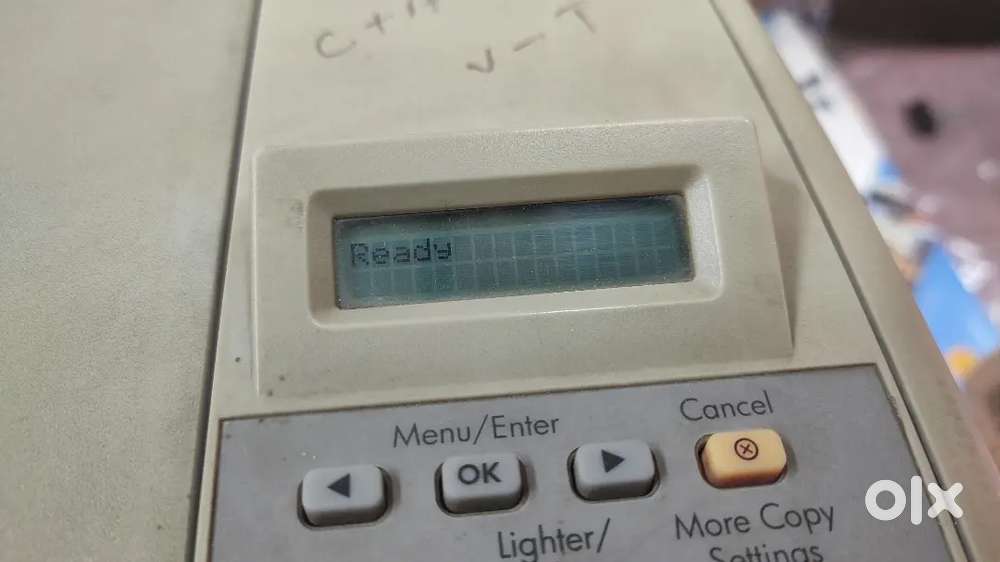 V - T
Ready
Menu/Enter
Cancel
OK
Lighter/
More Copy
Settings
olx